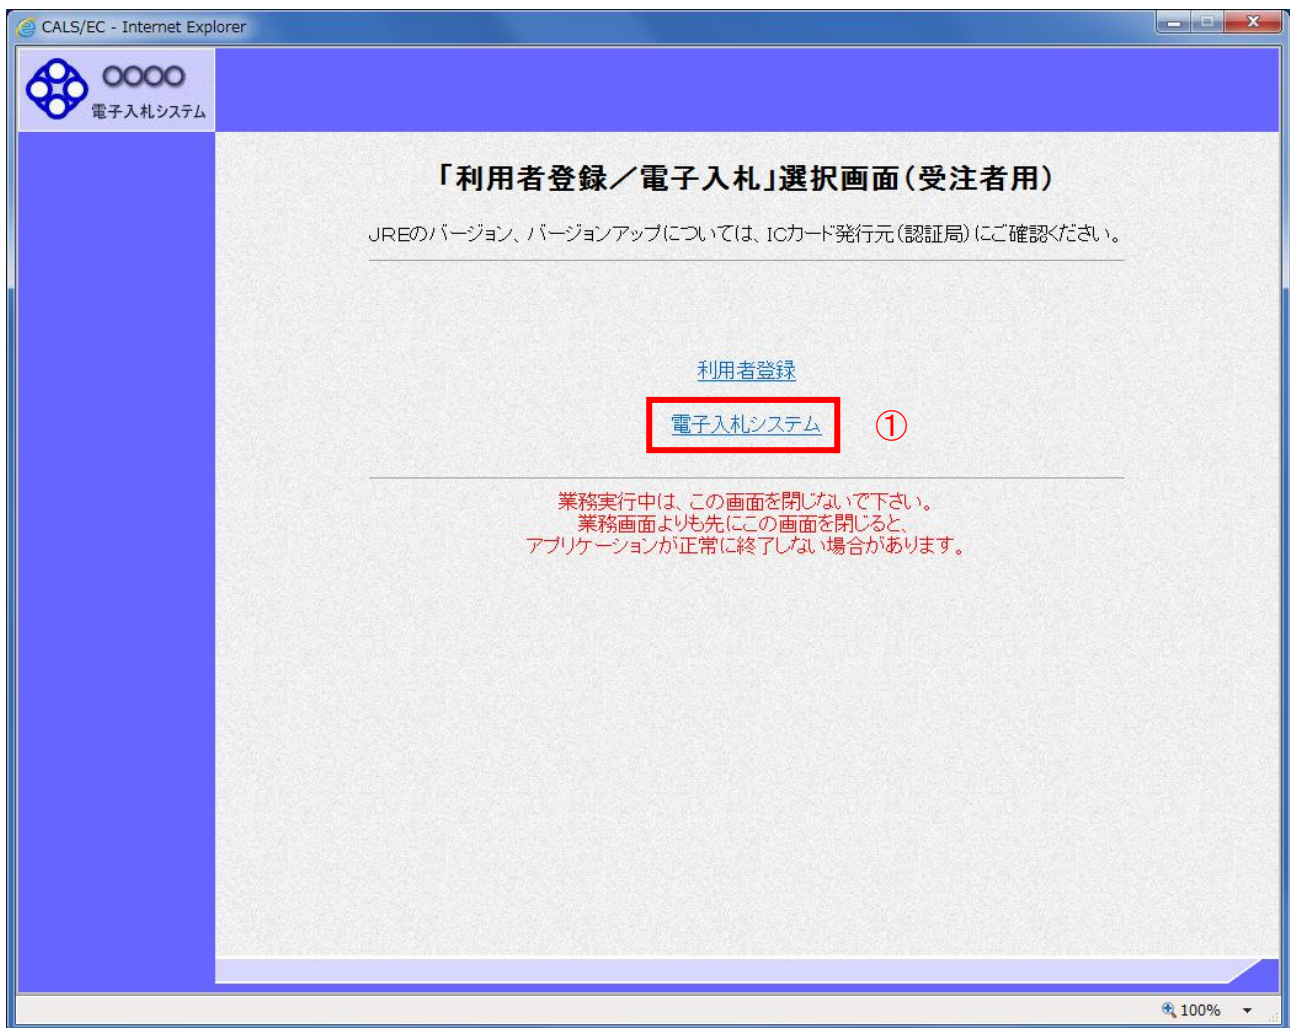 CALS/EC - Internet Explorer
○○○○
電子入札システム
「利用者登録／電子入札」選択画面(受注者用)
JREのバージョン、バージョンアップについては、ICカード発行元(認証局)にご確認ください。
利用者登録
電子入札システム ①
業務実行中は、この画面を閉じないで下さい。
業務画面よりも先にこの画面を閉じると、
アプリケーションが正常に終了しない場合があります。
100%